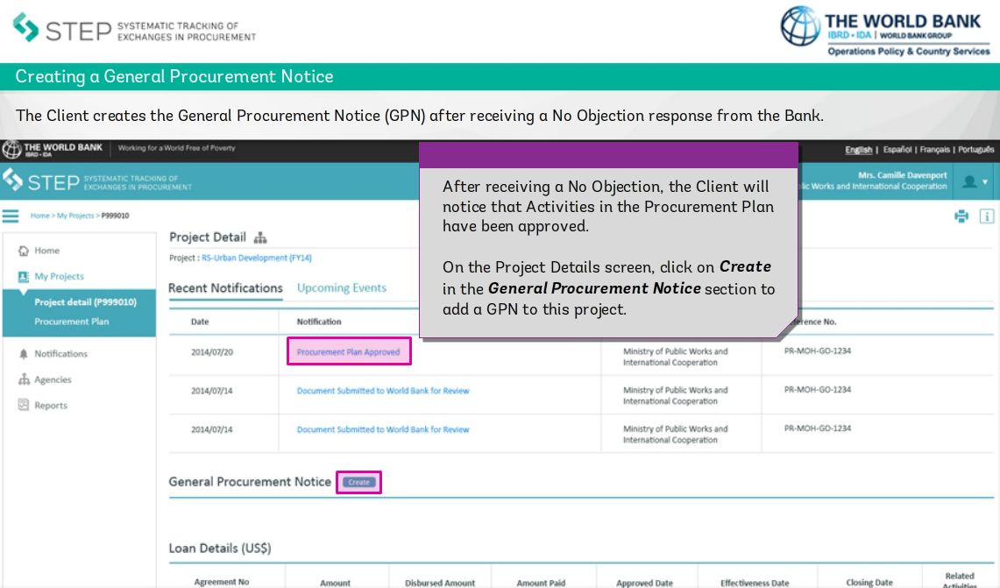 STEP SYSTEMATIC TRACKING OF
EXCHANGES IN PROCUREMENT
THE WORLD BANK
IBRD • IDA | WORLD BANK GROUP
Operations Policy & Country Services
Creating a General Procurement Notice
The Client creates the General Procurement Notice (GPN) after receiving a No Objection response from the Bank.
THE WORLD BANK
IBRD • IDA
Working for a World Free of Poverty
English | Español | Français | Português
STEP SYSTEMATIC TRACKING OF
EXCHANGES IN PROCUREMENT
Mrs. Camille Davenport
Works and International Cooperation
Home > My Projects > P999010
After receiving a No Objection, the Client will
notice that Activities in the Procurement Plan
have been approved.
On the Project Details screen, click on Create
in the General Procurement Notice section to
add a GPN to this project.
Home
My Projects
Project detail (P999010)
Procurement Plan
Notifications
Agencies
Reports
Project Detail
Project : RS-Urban Development (FY14)
Recent Notifications Upcoming Events
Date Notification No.
2014/07/20 Procurement Plan Approved Ministry of Public Works and PR-MOH-GO-1234
International Cooperation
2014/07/14 Document Submitted to World Bank for Review Ministry of Public Works and PR-MOH-GO-1234
International Cooperation
2014/07/14 Document Submitted to World Bank for Review Ministry of Public Works and PR-MOH-GO-1234
International Cooperation
General Procurement Notice Create
Loan Details (US$)
Agreement No Amount Disbursed Amount Amount Paid Approved Date Effectiveness Date Closing Date Related
Activities